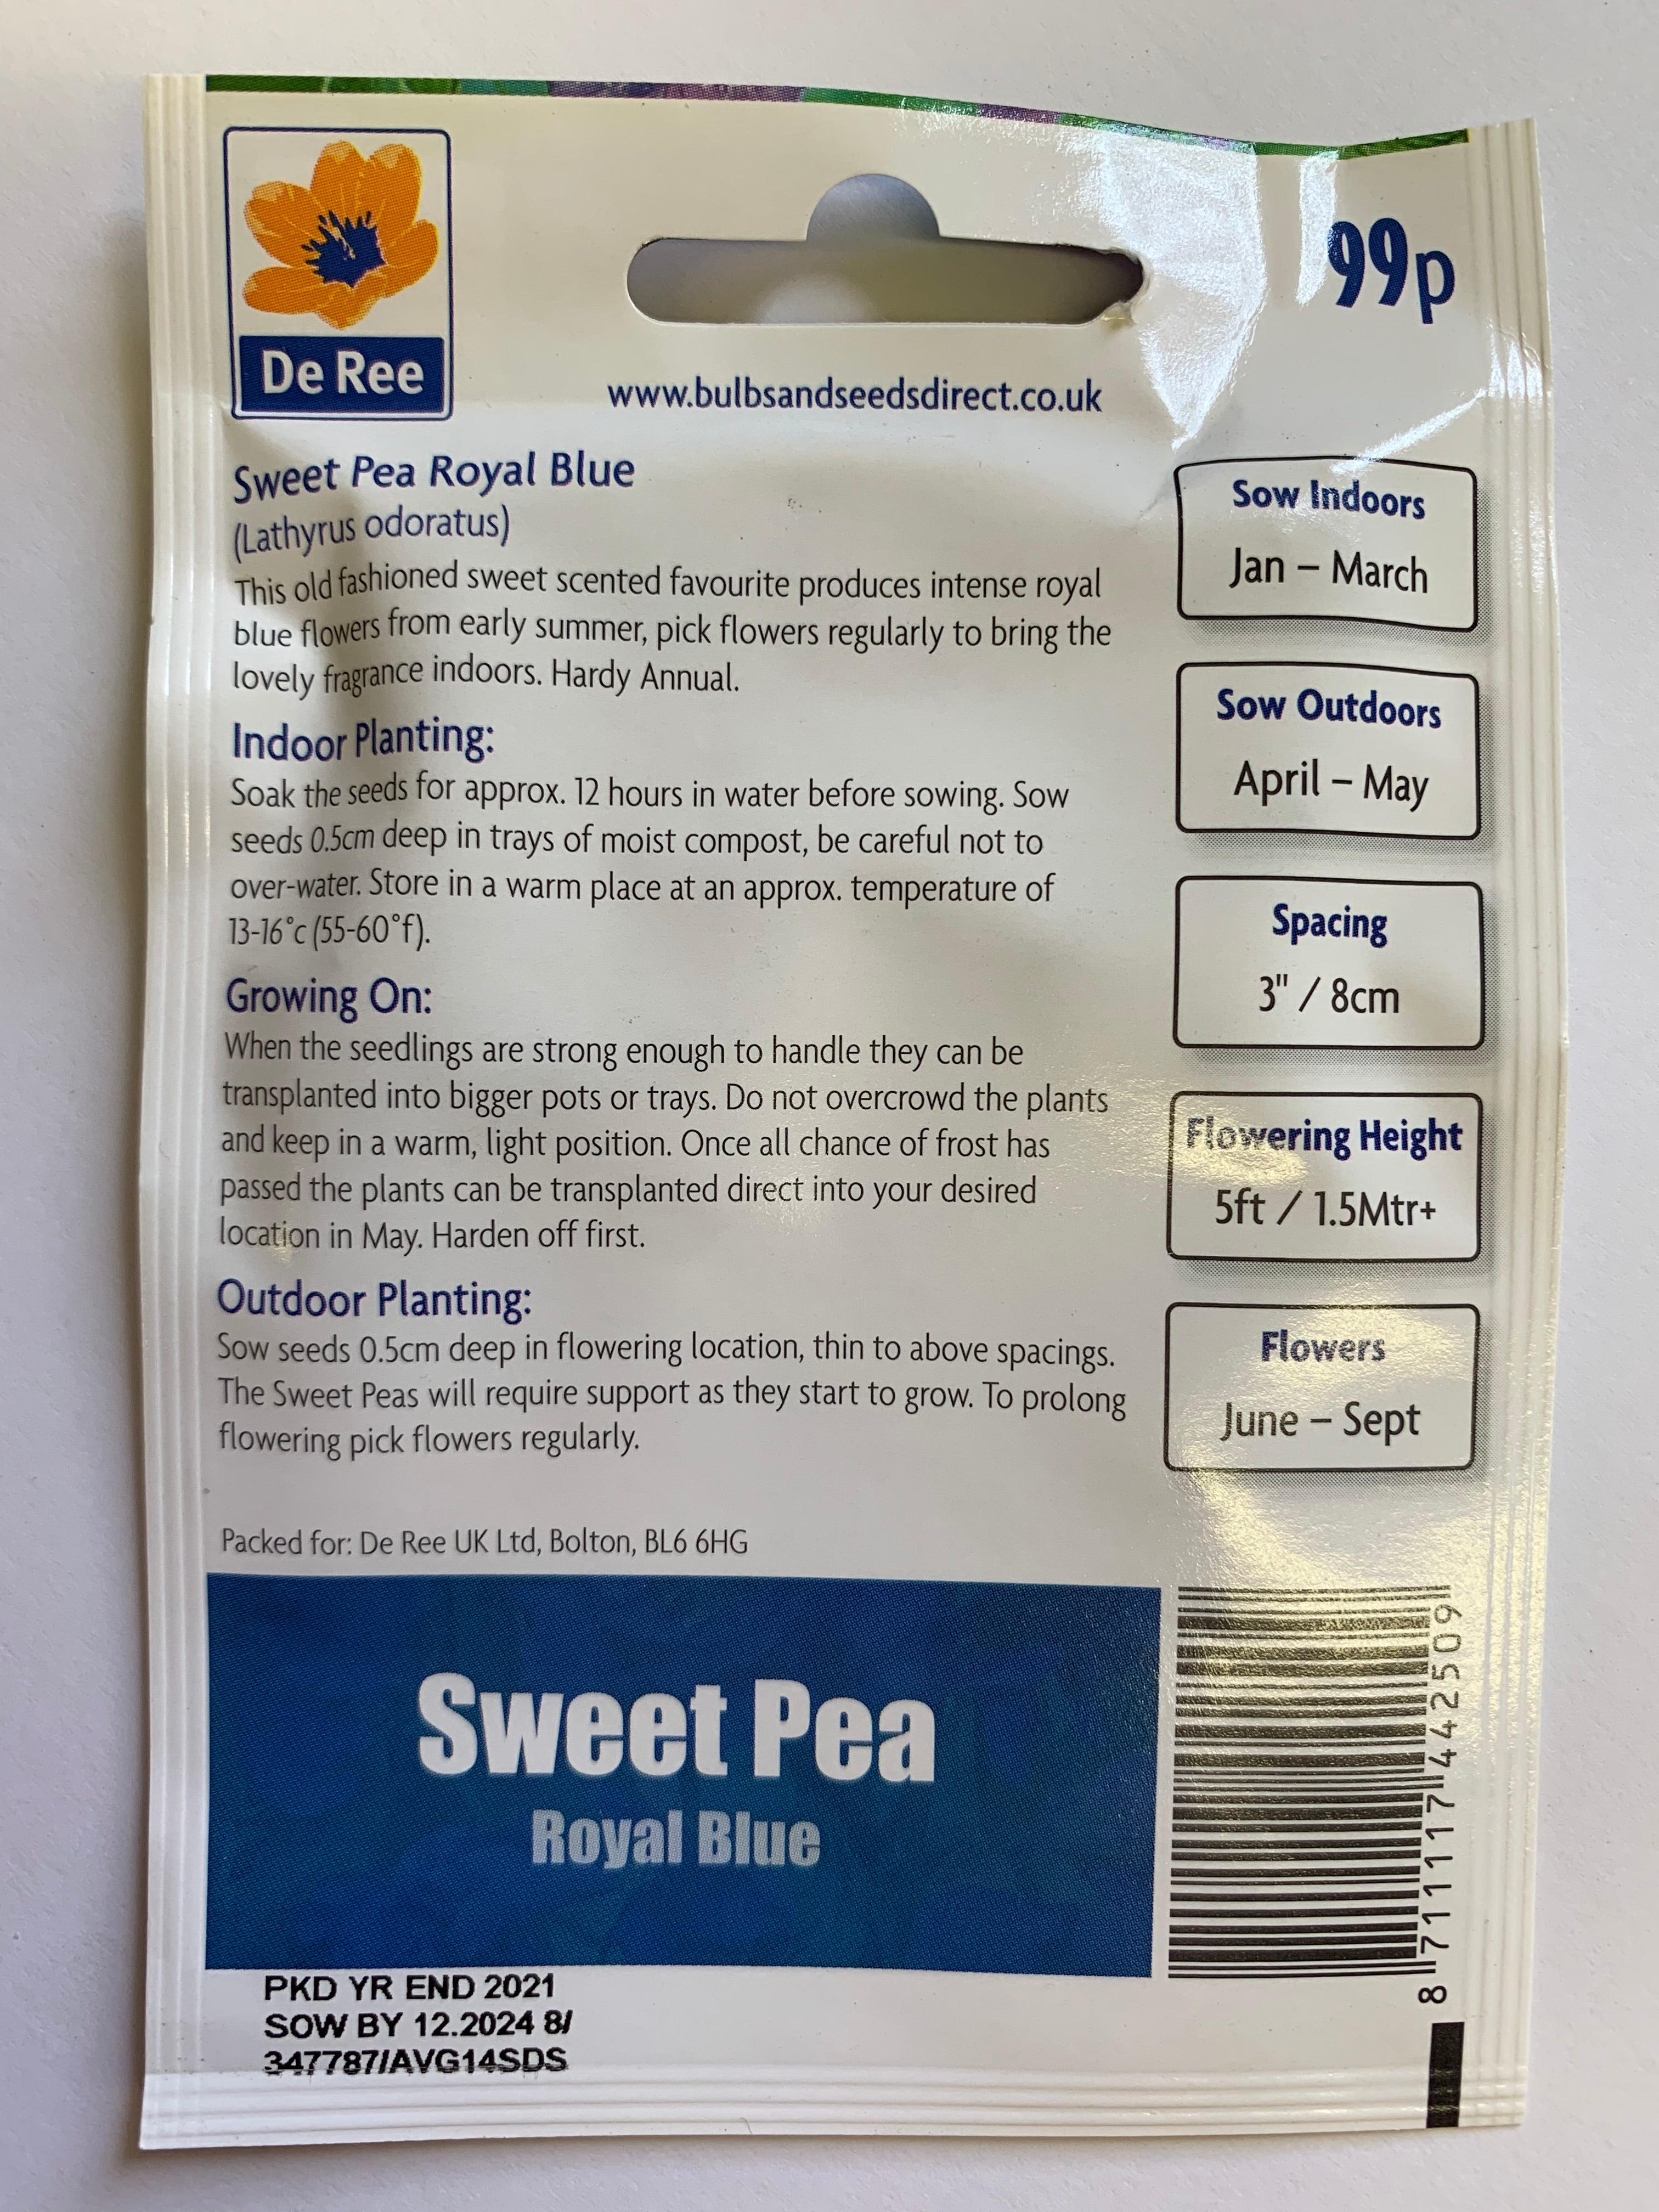 De Ree
99p
www.bulbsandseedsdirect.co.uk
Sweet Pea Royal Blue
(Lathyrus odoratus)
This old fashioned sweet scented favourite produces intense royal
blue flowers from early summer, pick flowers regularly to bring the
lovely fragrance indoors. Hardy Annual.
Indoor Planting:
Soak the seeds for approx. 12 hours in water before sowing. Sow
seeds 0.5cm deep in trays of moist compost, be careful not to
over-water. Store in a warm place at an approx. temperature of
13-16°c (55-60°f).
Growing On:
When the seedlings are strong enough to handle they can be
transplanted into bigger pots or trays. Do not overcrowd the plants
and keep in a warm, light position. Once all chance of frost has
passed the plants can be transplanted direct into your desired
location in May. Harden off first.
Outdoor Planting:
Sow seeds 0.5cm deep in flowering location, thin to above spacings.
The Sweet Peas will require support as they start to grow. To prolong
flowering pick flowers regularly.
Packed for: De Ree UK Ltd, Bolton, BL6 6HG
Sow Indoors
Jan – March
Sow Outdoors
April – May
Spacing
3" / 8cm
Flowering Height
5ft / 1.5Mtr+
Flowers
June – Sept
Sweet Pea
Royal Blue
8 711117 442509
PKD YR END 2021
SOW BY 12.2024 8/
347787/AVG14SDS